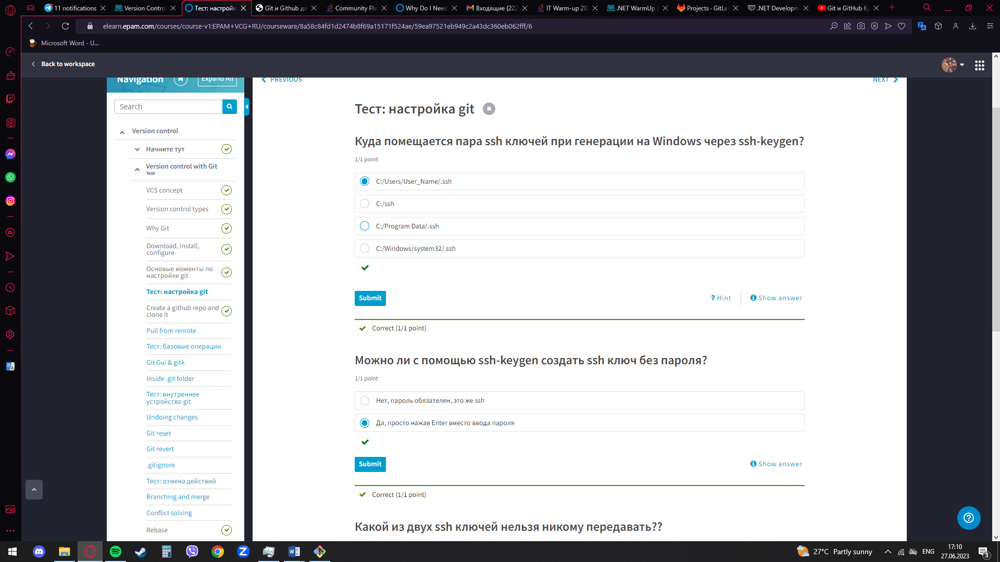 11 notifications
Version Contro
Тест: настройк
Git и Github дл
Community Pla
Why Do I Need
Входящие (222
IT Warm-up 20
.NET WarmUp (
Projects · GitLa
.NET Developm
Git и GitHub К
elearn.epam.com/courses/course-v1:EPAM+VCG+RU/courseware/8a58c84fd1d2474b8f69a15171f524ae/59ea97521eb949c2a43dc360eb062fff/6
Microsoft Word - U...
Back to workspace
Navigation
Expand All
PREVIOUS
NEXT
Search
Version control
Начните тут
Version control with Git
Test
VCS concept
Version control types
Why Git
Download, install,
configure
Основые моменты по
настройке git
Тест: настройка git
Create a github repo and
clone it
Pull from remote
Тест: базовые операции
Git Gui & gitk
Inside .git folder
Тест: внутреннее
устройство git
Undoing changes
Git reset
Git revert
.gitignore
Тест: отмена действий
Branching and merge
Conflict solving
Rebase
Тест: настройка git
Куда помещается пара ssh ключей при генерации на Windows через ssh-keygen?
1/1 point
C:/Users/User_Name/.ssh
C:/ssh
C:/Program Data/.ssh
C:/Windows/system32/.ssh
Submit
? Hint
Show answer
Correct (1/1 point)
Можно ли с помощью ssh-keygen создать ssh ключ без пароля?
1/1 point
Нет, пароль обязателен, это же ssh
Да, просто нажав Enter вместо ввода пароля
Submit
Show answer
Correct (1/1 point)
Какой из двух ssh ключей нельзя никому передавать??
27°C Partly sunny
ENG
17:10
27.06.2023
3